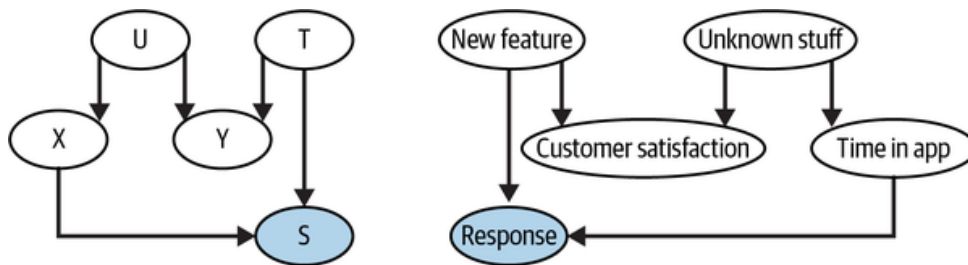 U
T
New feature
Unknown stuff
X
Y
Customer satisfaction
Time in app
S
Response